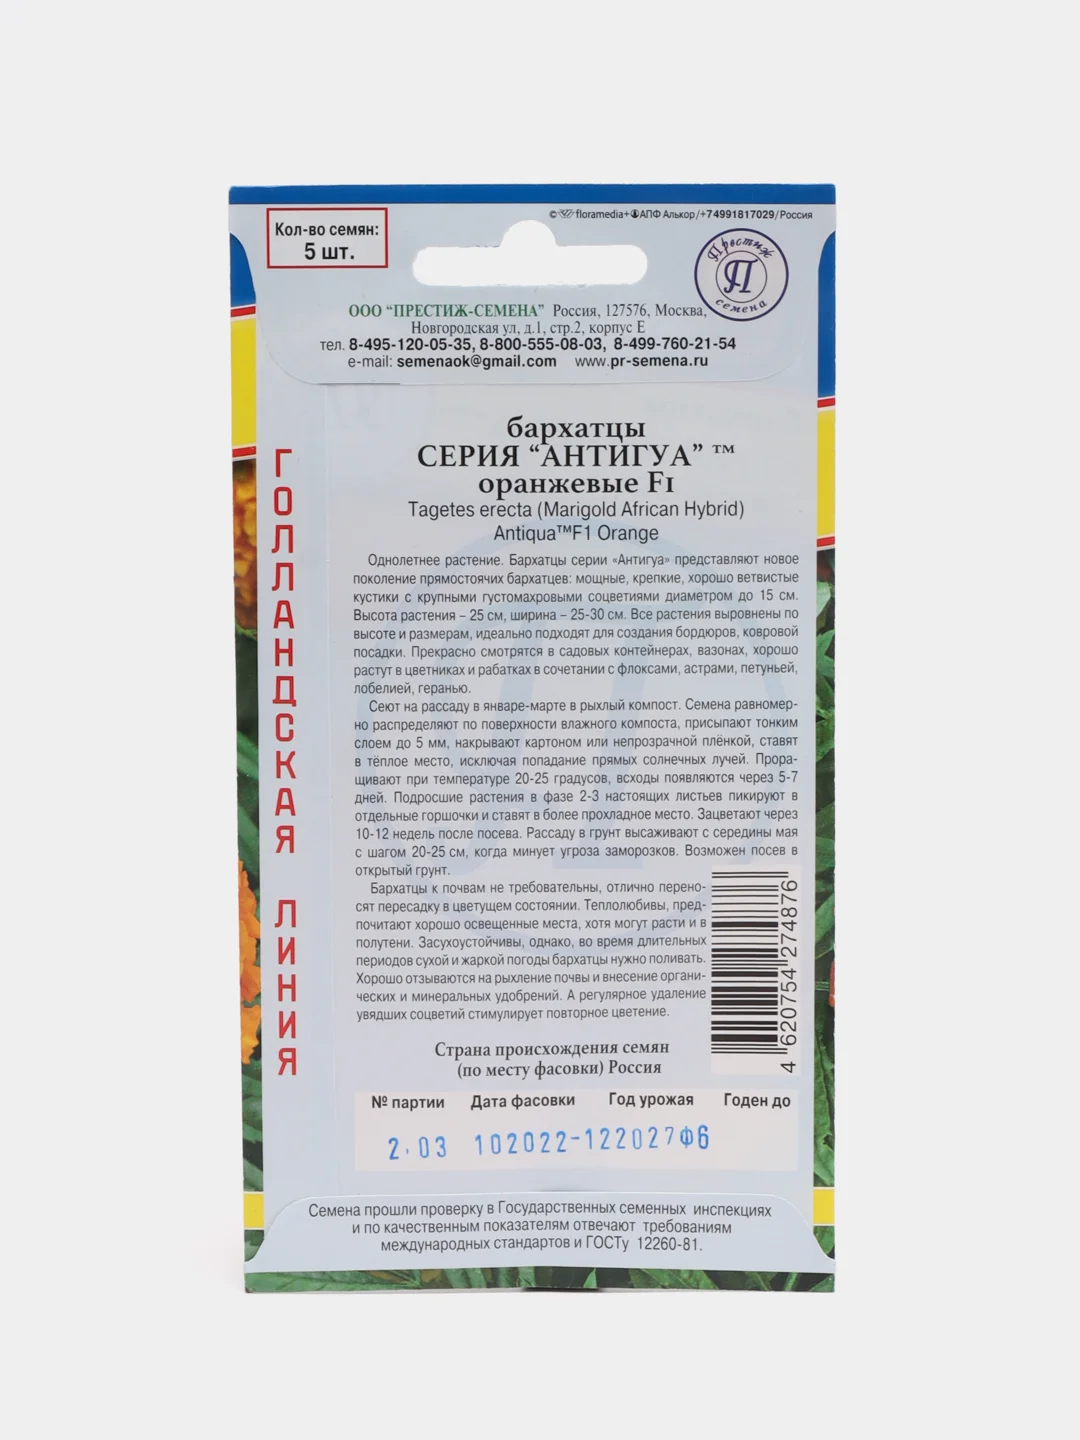 © floramedia+АПФ Алькор/+74991817029/Россия
Кол-во семян:
5 шт.
Престиж
П
семена
ООО “ПРЕСТИЖ-СЕМЕНА” Россия, 127576, Москва,
Новгородская ул, д.1, стр.2, корпус Е
тел. 8-495-120-05-35, 8-800-555-08-03, 8-499-760-21-54
e-mail: semenaok@gmail.com www.pr-semena.ru
ГОЛЛАНДСКАЯ ЛИНИЯ
бархатцы
СЕРИЯ “АНТИГУА” ™
оранжевые F1
Tagetes erecta (Marigold African Hybrid)
Antiqua™F1 Orange
Однолетнее растение. Бархатцы серии «Антигуа» представляют новое
поколение прямостоячих бархатцев: мощные, крепкие, хорошо ветвистые
кустики с крупными густомахровыми соцветиями диаметром до 15 см.
Высота растения – 25 см, ширина – 25-30 см. Все растения выровнены по
высоте и размерам, идеально подходят для создания бордюров, ковровой
посадки. Прекрасно смотрятся в садовых контейнерах, вазонах, хорошо
растут в цветниках и рабатках в сочетании с флоксами, астрами, петуньей,
лобелией, геранью.
Сеют на рассаду в январе-марте в рыхлый компост. Семена равномер-
но распределяют по поверхности влажного компоста, присыпают тонким
слоем до 5 мм, накрывают картоном или непрозрачной плёнкой, ставят
в тёплое место, исключая попадание прямых солнечных лучей. Прора-
щивают при температуре 20-25 градусов, всходы появляются через 5-7
дней. Подросшие растения в фазе 2-3 настоящих листьев пикируют в
отдельные горшочки и ставят в более прохладное место. Зацветают через
10-12 недель после посева. Рассаду в грунт высаживают с середины мая
с шагом 20-25 см, когда минует угроза заморозков. Возможен посев в
открытый грунт.
Бархатцы к почвам не требовательны, отлично перено-
сят пересадку в цветущем состоянии. Теплолюбивы, пред-
почитают хорошо освещенные места, хотя могут расти и в
полутени. Засухоустойчивы, однако, во время длительных
периодов сухой и жаркой погоды бархатцы нужно поливать.
Хорошо отзываются на рыхление почвы и внесение органи-
ческих и минеральных удобрений. А регулярное удаление
увядших соцветий стимулирует повторное цветение.
4 620754 274876
Страна происхождения семян
(по месту фасовки) Россия
№ партии Дата фасовки Год урожая Годен до
2.03 102022-122027Ф6
Семена прошли проверку в Государственных семенных инспекциях
и по качественным показателям отвечают требованиям
международных стандартов и ГОСТу 12260-81.